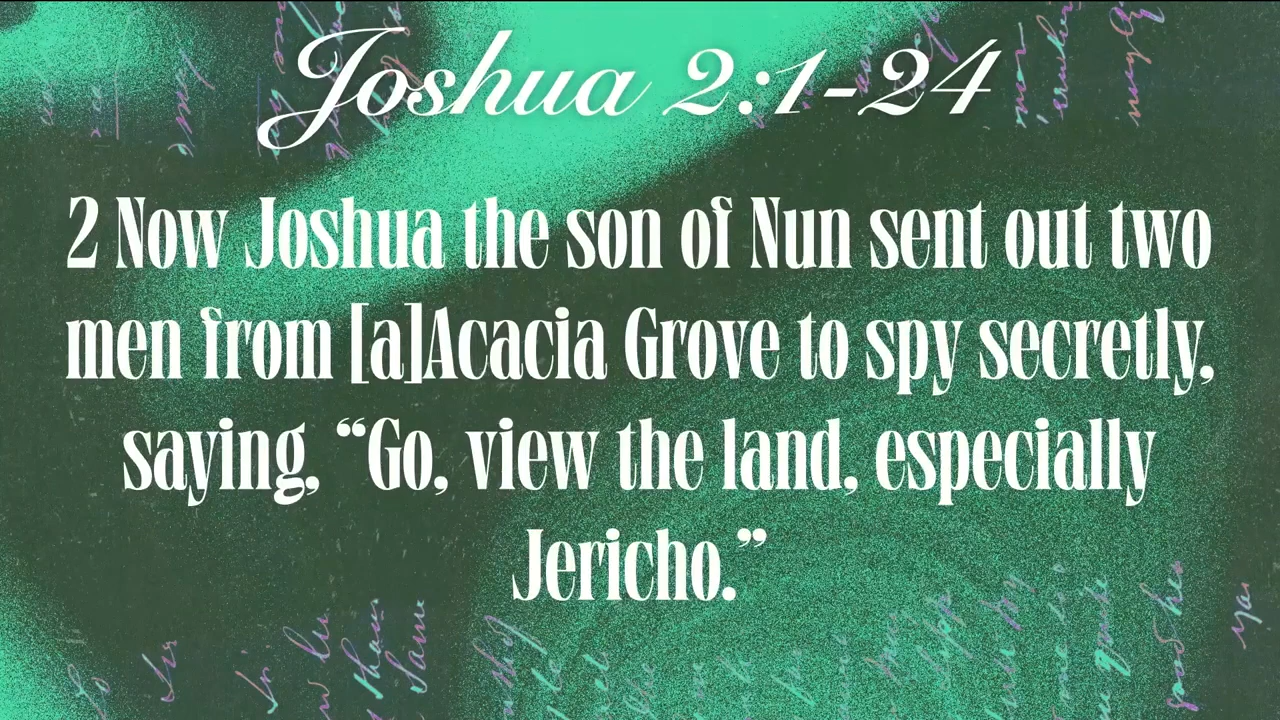 Joshua 2:1-24
2 Now Joshua the son of Nun sent out two
men from [a]Acacia Grove to spy secretly,
saying, “Go, view the land, especially
Jericho.”